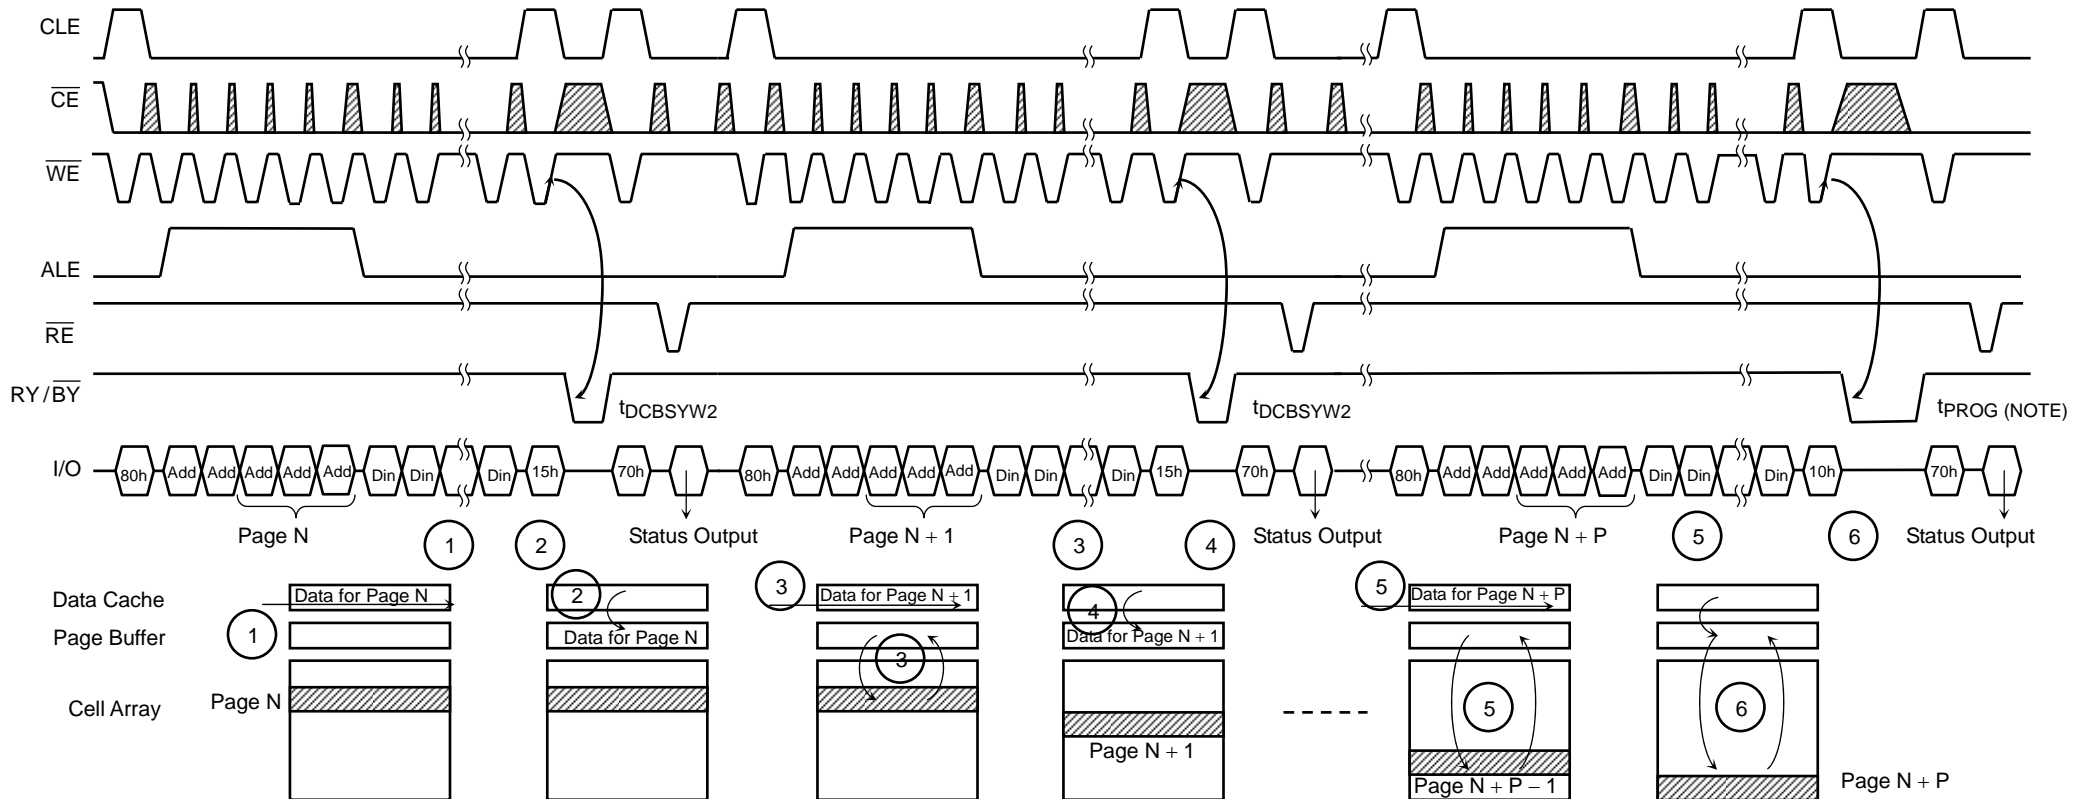 CLE
CE
WE
ALE
RE
RY/BY
tDCBSYW2
tDCBSYW2
tPROG (NOTE)
I/O
80h Add Add Add Add Add Din Din Din 15h 70h 80h Add Add Add Add Add Din Din Din 15h 70h 80h Add Add Add Add Add Din Din Din 10h 70h
Page N
Status Output
Page N + 1
Status Output
Page N + P
Status Output
1 2 3 4 5 6
Data Cache
Page Buffer
Cell Array
1
Data for Page N
Page N
2
Data for Page N
3
Data for Page N + 1
3
4
Data for Page N + 1
Page N + 1
5
Data for Page N + P
5
Page N + P − 1
6
Page N + P